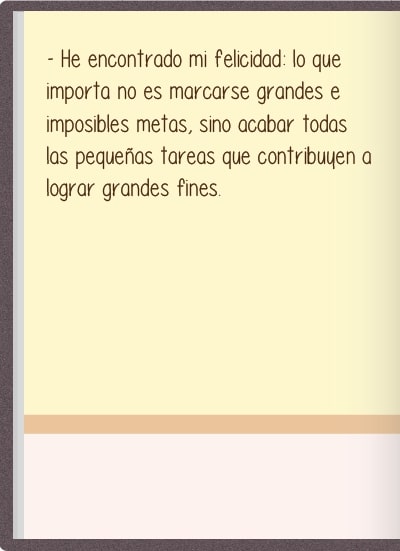 - He encontrado mi felicidad: lo que
importa no es marcarse grandes e
imposibles metas, sino acabar todas
las pequeñas tareas que contribuyen a
lograr grandes fines.